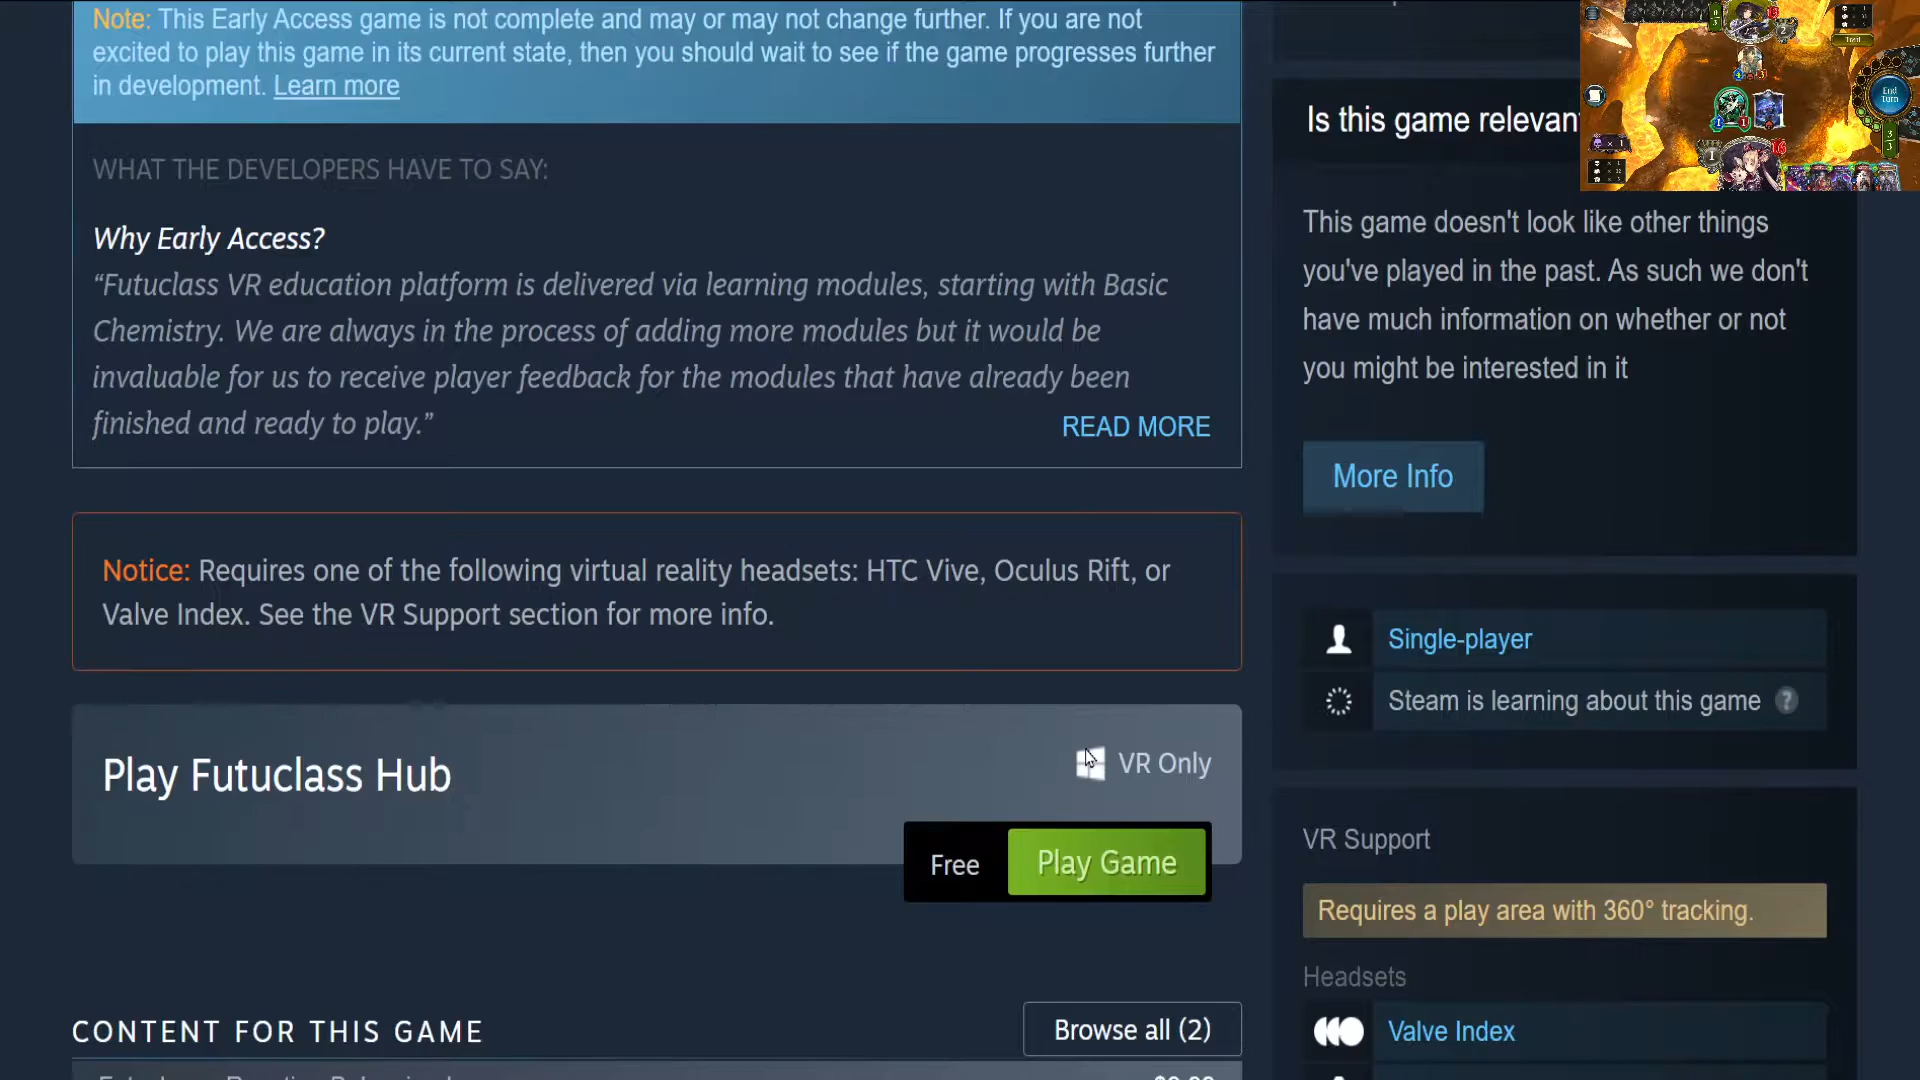 Note: This Early Access game is not complete and may or may not change further. If you are not
excited to play this game in its current state, then you should wait to see if the game progresses further
in development. Learn more
WHAT THE DEVELOPERS HAVE TO SAY:
Why Early Access?
“Futuclass VR education platform is delivered via learning modules, starting with Basic
Chemistry. We are always in the process of adding more modules but it would be
invaluable for us to receive player feedback for the modules that have already been
finished and ready to play.”
READ MORE
Notice: Requires one of the following virtual reality headsets: HTC Vive, Oculus Rift, or
Valve Index. See the VR Support section for more info.
Play Futuclass Hub
VR Only
Free
Play Game
CONTENT FOR THIS GAME
Browse all (2)
Is this game relevant
This game doesn't look like other things
you've played in the past. As such we don't
have much information on whether or not
you might be interested in it
More Info
Single-player
Steam is learning about this game ?
VR Support
Requires a play area with 360° tracking.
Headsets
Valve Index
End
Turn